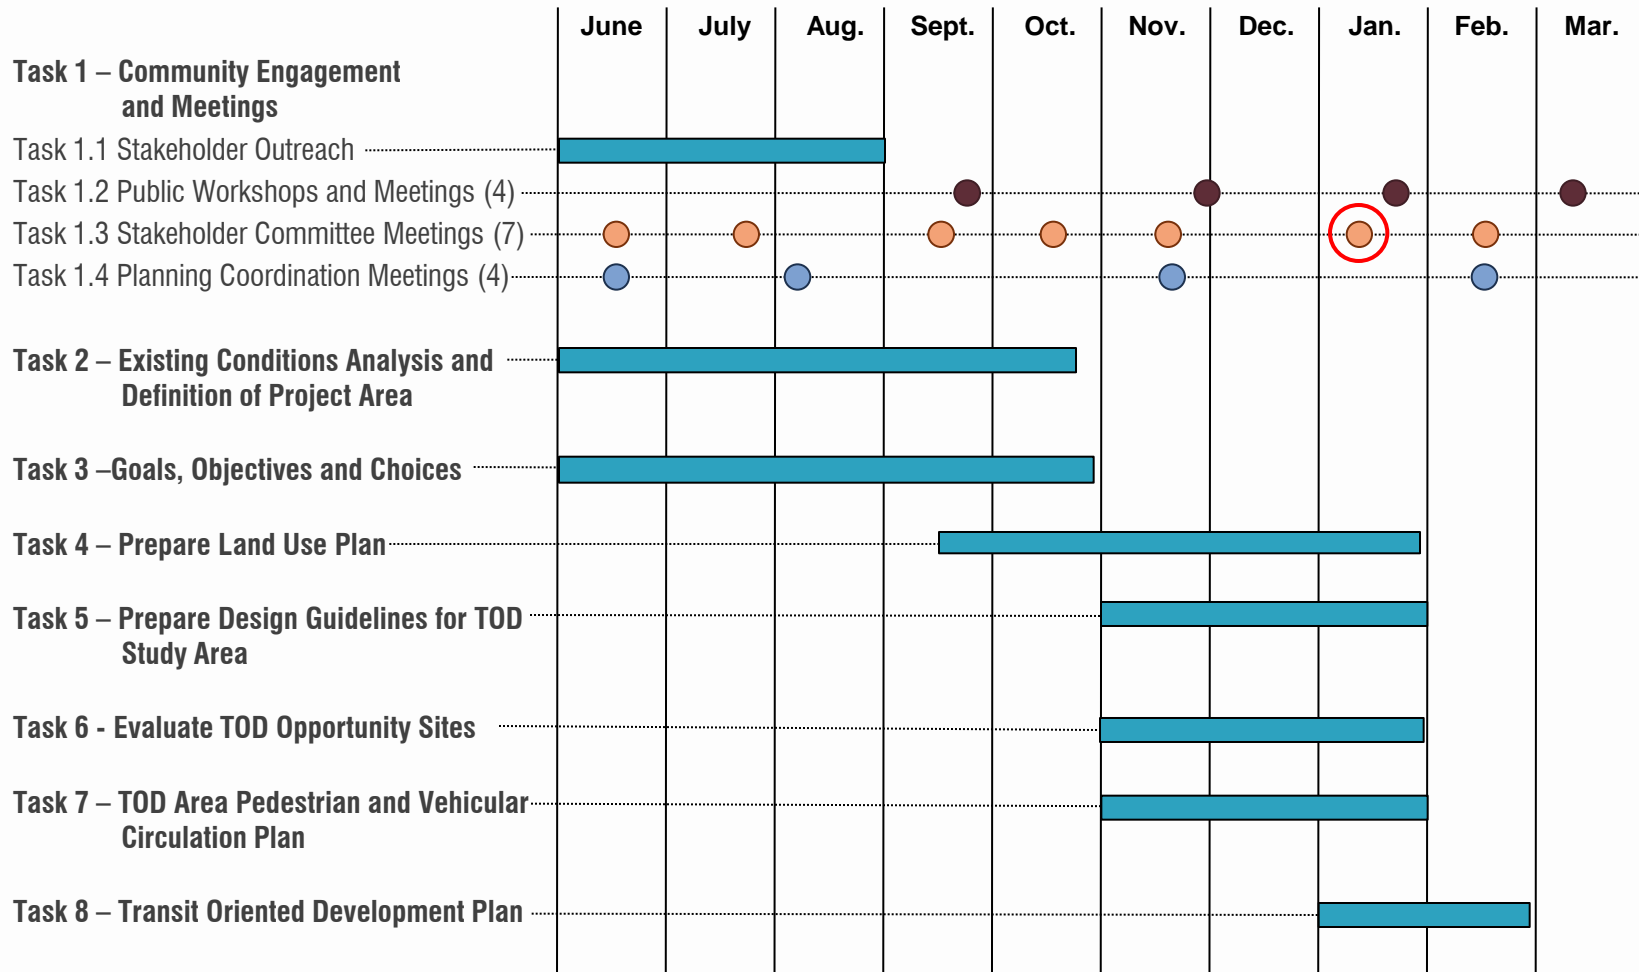 June July Aug. Sept. Oct. Nov. Dec. Jan. Feb. Mar.
Task 1 – Community Engagement
and Meetings
Task 1.1 Stakeholder Outreach
Task 1.2 Public Workshops and Meetings (4)
Task 1.3 Stakeholder Committee Meetings (7)
Task 1.4 Planning Coordination Meetings (4)
Task 2 – Existing Conditions Analysis and
Definition of Project Area
Task 3 –Goals, Objectives and Choices
Task 4 – Prepare Land Use Plan
Task 5 – Prepare Design Guidelines for TOD
Study Area
Task 6 - Evaluate TOD Opportunity Sites
Task 7 – TOD Area Pedestrian and Vehicular
Circulation Plan
Task 8 – Transit Oriented Development Plan